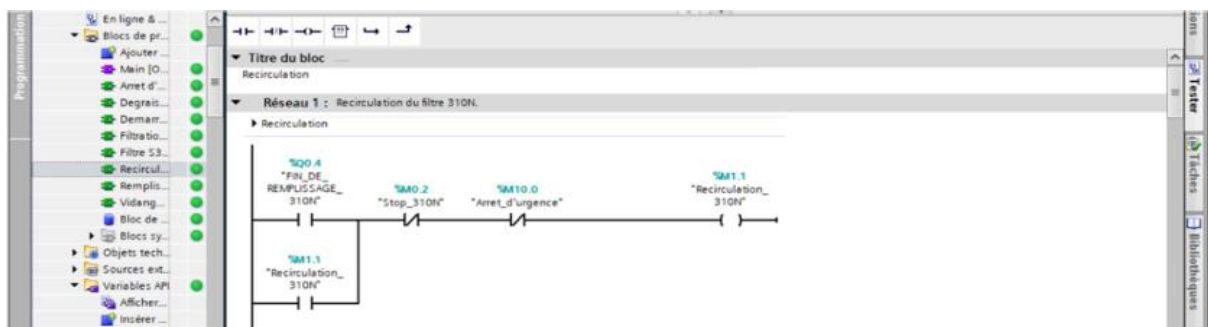 Programmation
En ligne & ...
Blocs de pr...
Ajouter ...
Main [O...
Arret d'...
Degrais...
Demarr...
Filtratio...
Filtre S3...
Recircul...
Remplis...
Vidang...
Bloc de ...
Blocs sy...
Objets tech...
Sources ext...
Variables API
Afficher...
Insérer ...
Titre du bloc ......
Recirculation
Réseau 1 : Recirculation du filtre 310N.
Recirculation
%Q0.4
"FIN_DE_
REMPLISSAGE_
310N"
%M0.2
"Stop_310N"
%M10.0
"Arret_d'urgence"
%M1.1
"Recirculation_
310N"
%M1.1
"Recirculation_
310N"
ions
Tester
Tâches
Bibliothèques